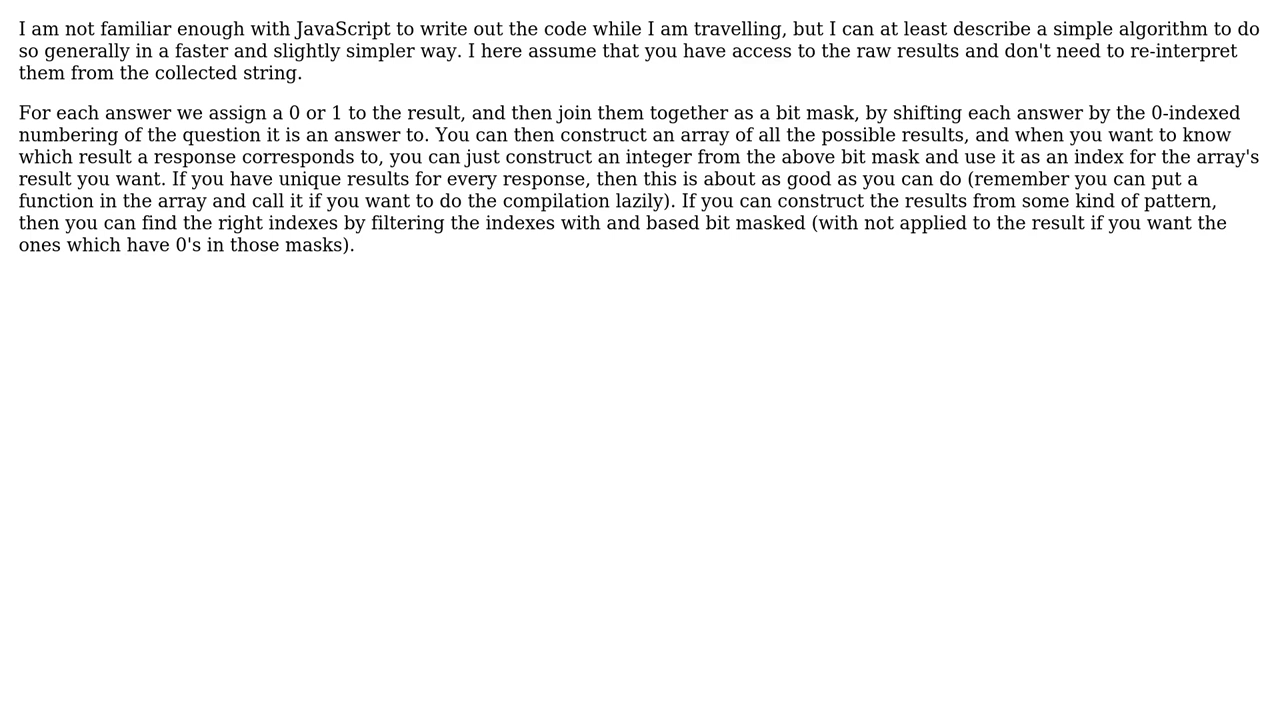 I am not familiar enough with JavaScript to write out the code while I am travelling, but I can at least describe a simple algorithm to do
so generally in a faster and slightly simpler way. I here assume that you have access to the raw results and don't need to re-interpret
them from the collected string.
For each answer we assign a 0 or 1 to the result, and then join them together as a bit mask, by shifting each answer by the 0-indexed
numbering of the question it is an answer to. You can then construct an array of all the possible results, and when you want to know
which result a response corresponds to, you can just construct an integer from the above bit mask and use it as an index for the array's
result you want. If you have unique results for every response, then this is about as good as you can do (remember you can put a
function in the array and call it if you want to do the compilation lazily). If you can construct the results from some kind of pattern,
then you can find the right indexes by filtering the indexes with and based bit masked (with not applied to the result if you want the
ones which have 0's in those masks).